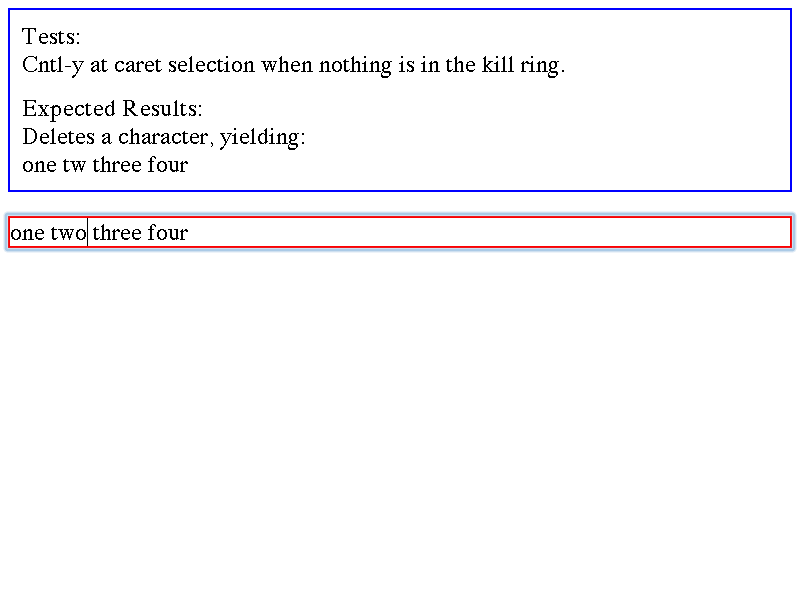 Tests:
Cntl-y at caret selection when nothing is in the kill ring.
Expected Results:
Deletes a character, yielding:
one tw three four
one two three four